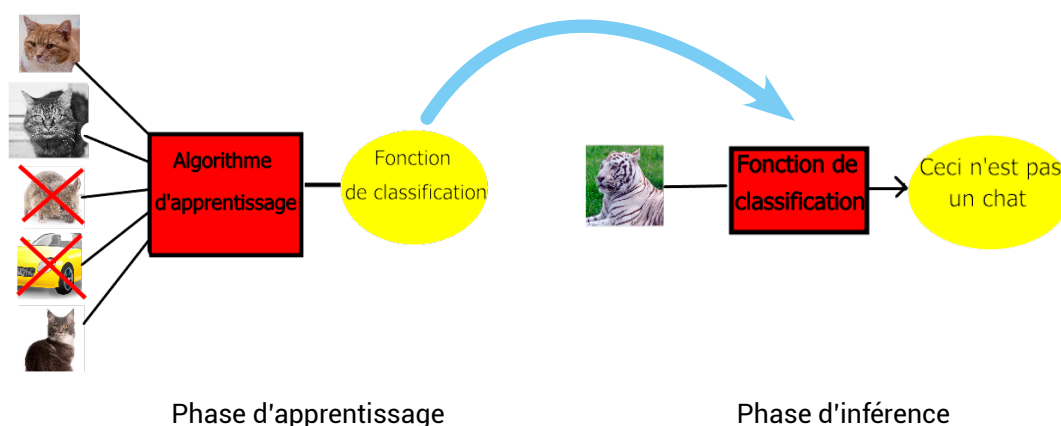 Algorithme
d'apprentissage
Fonction
de classification
Fonction de
classification
Ceci n'est pas
un chat
Phase d'apprentissage
Phase d'inférence